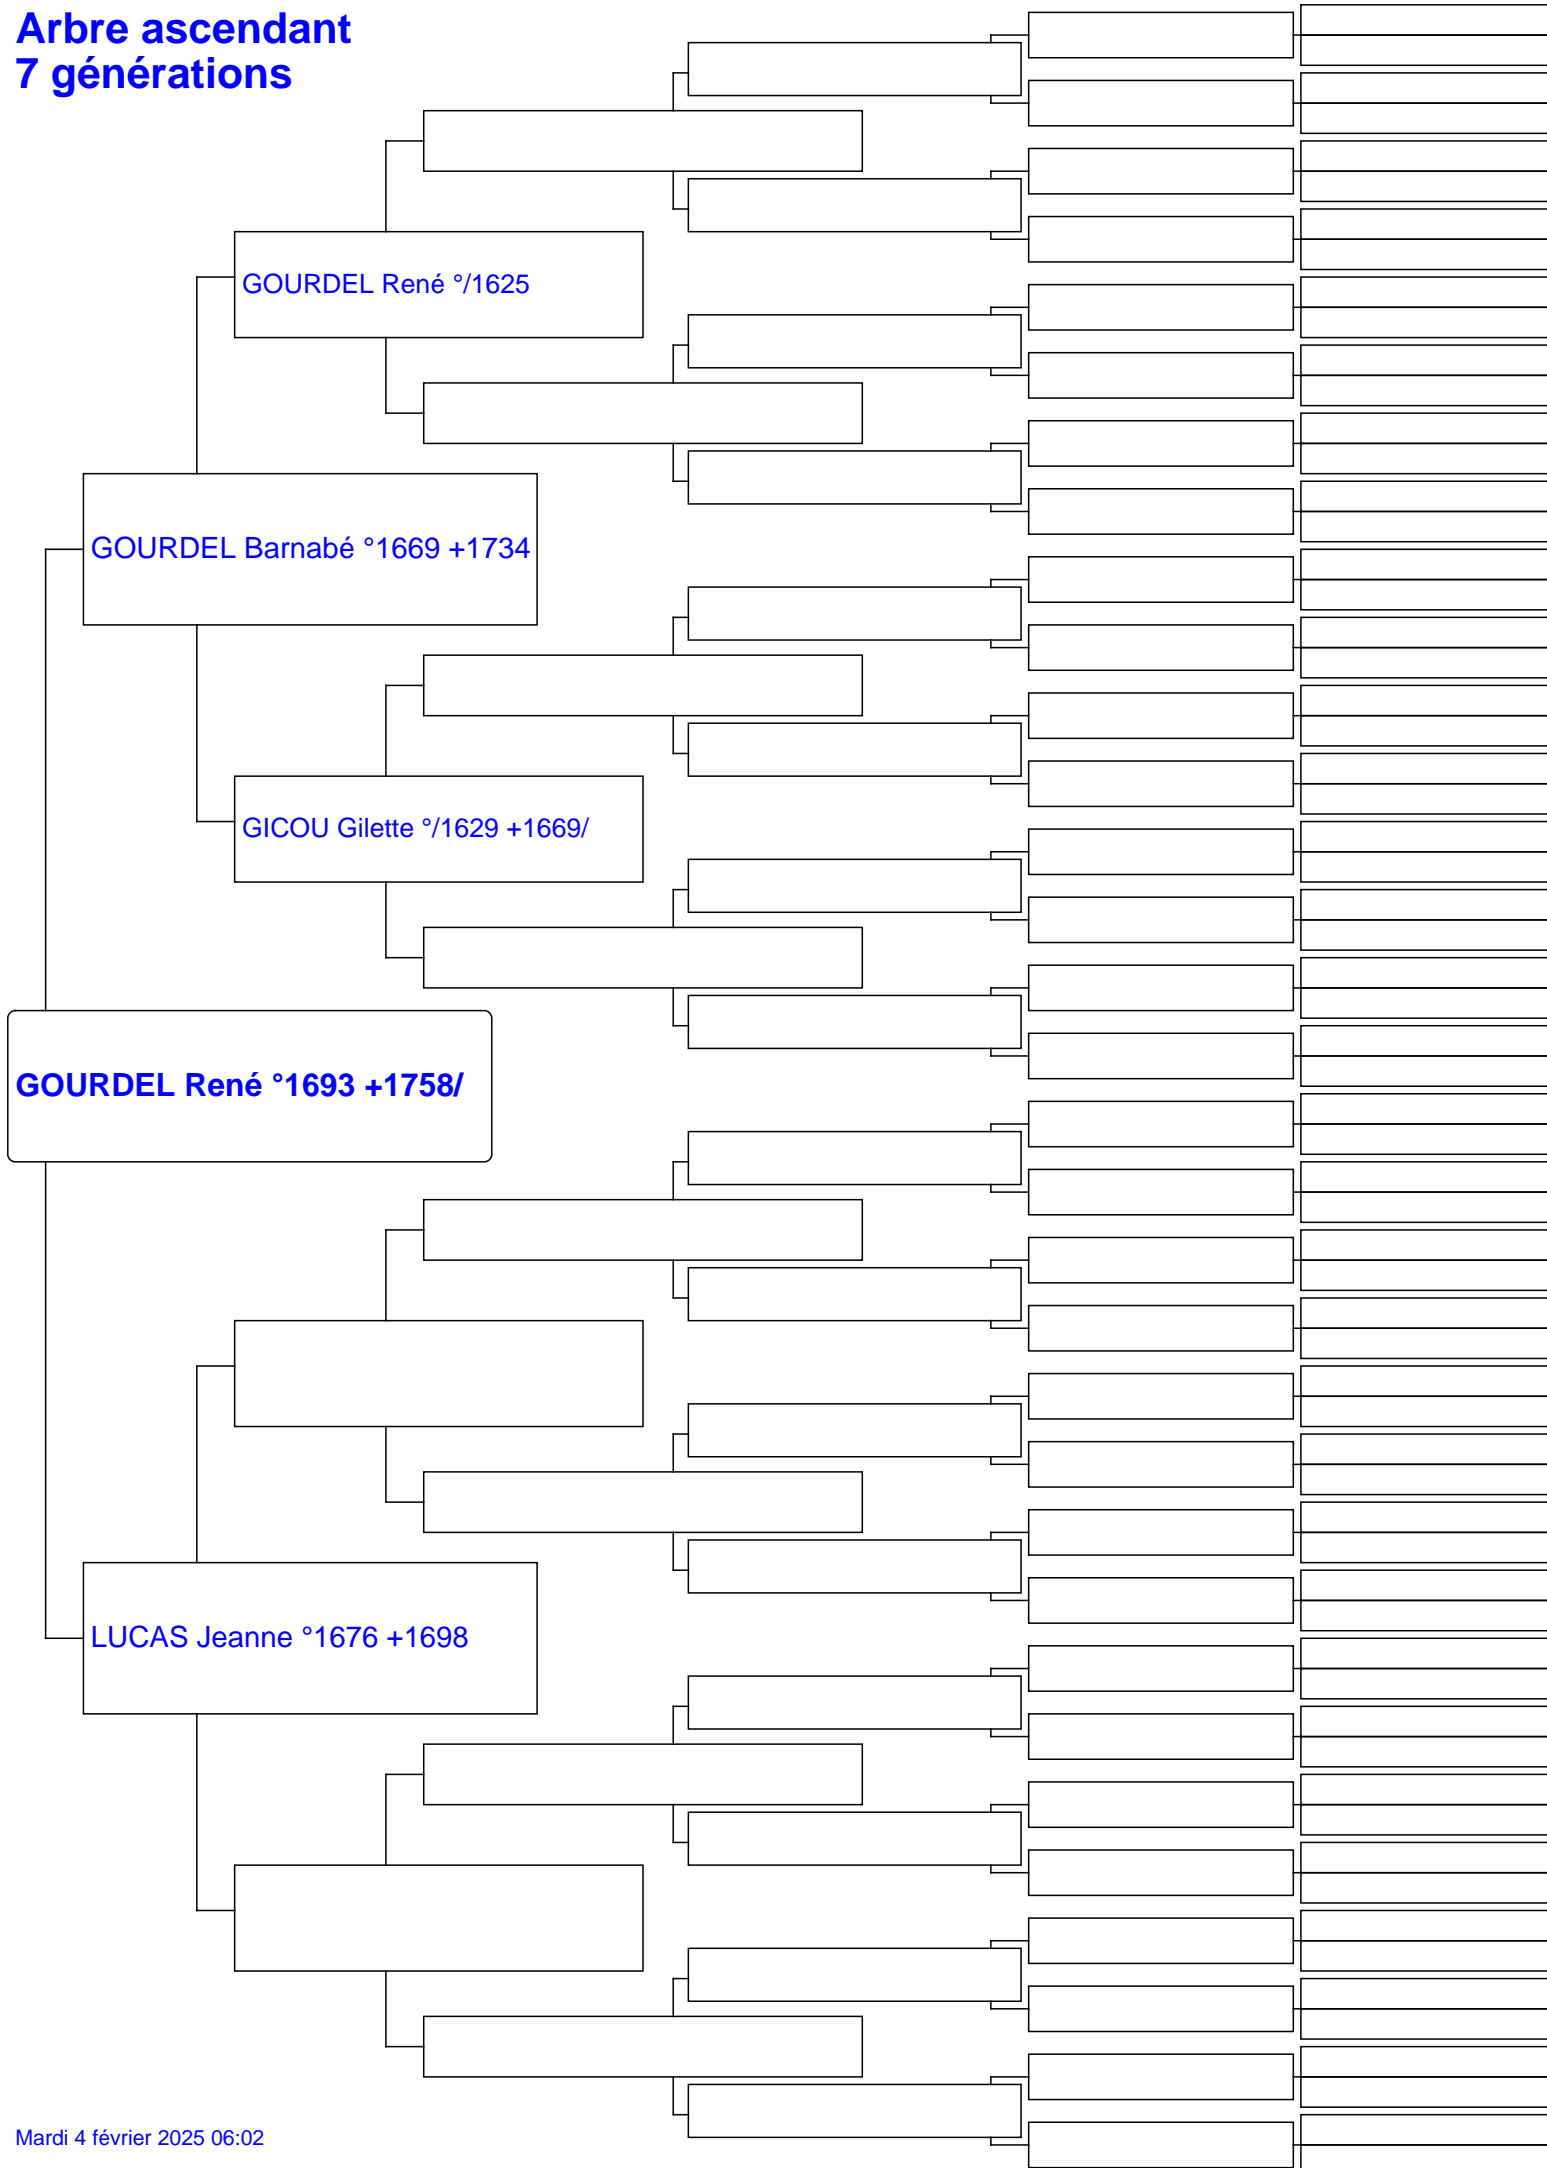 Arbre ascendant
7 générations
GOURDEL René °/1625
GOURDEL Barnabé °1669 +1734
GICOU Gilette °/1629 +1669/
GOURDEL René °1693 +1758/
LUCAS Jeanne °1676 +1698
Mardi 4 février 2025 06:02